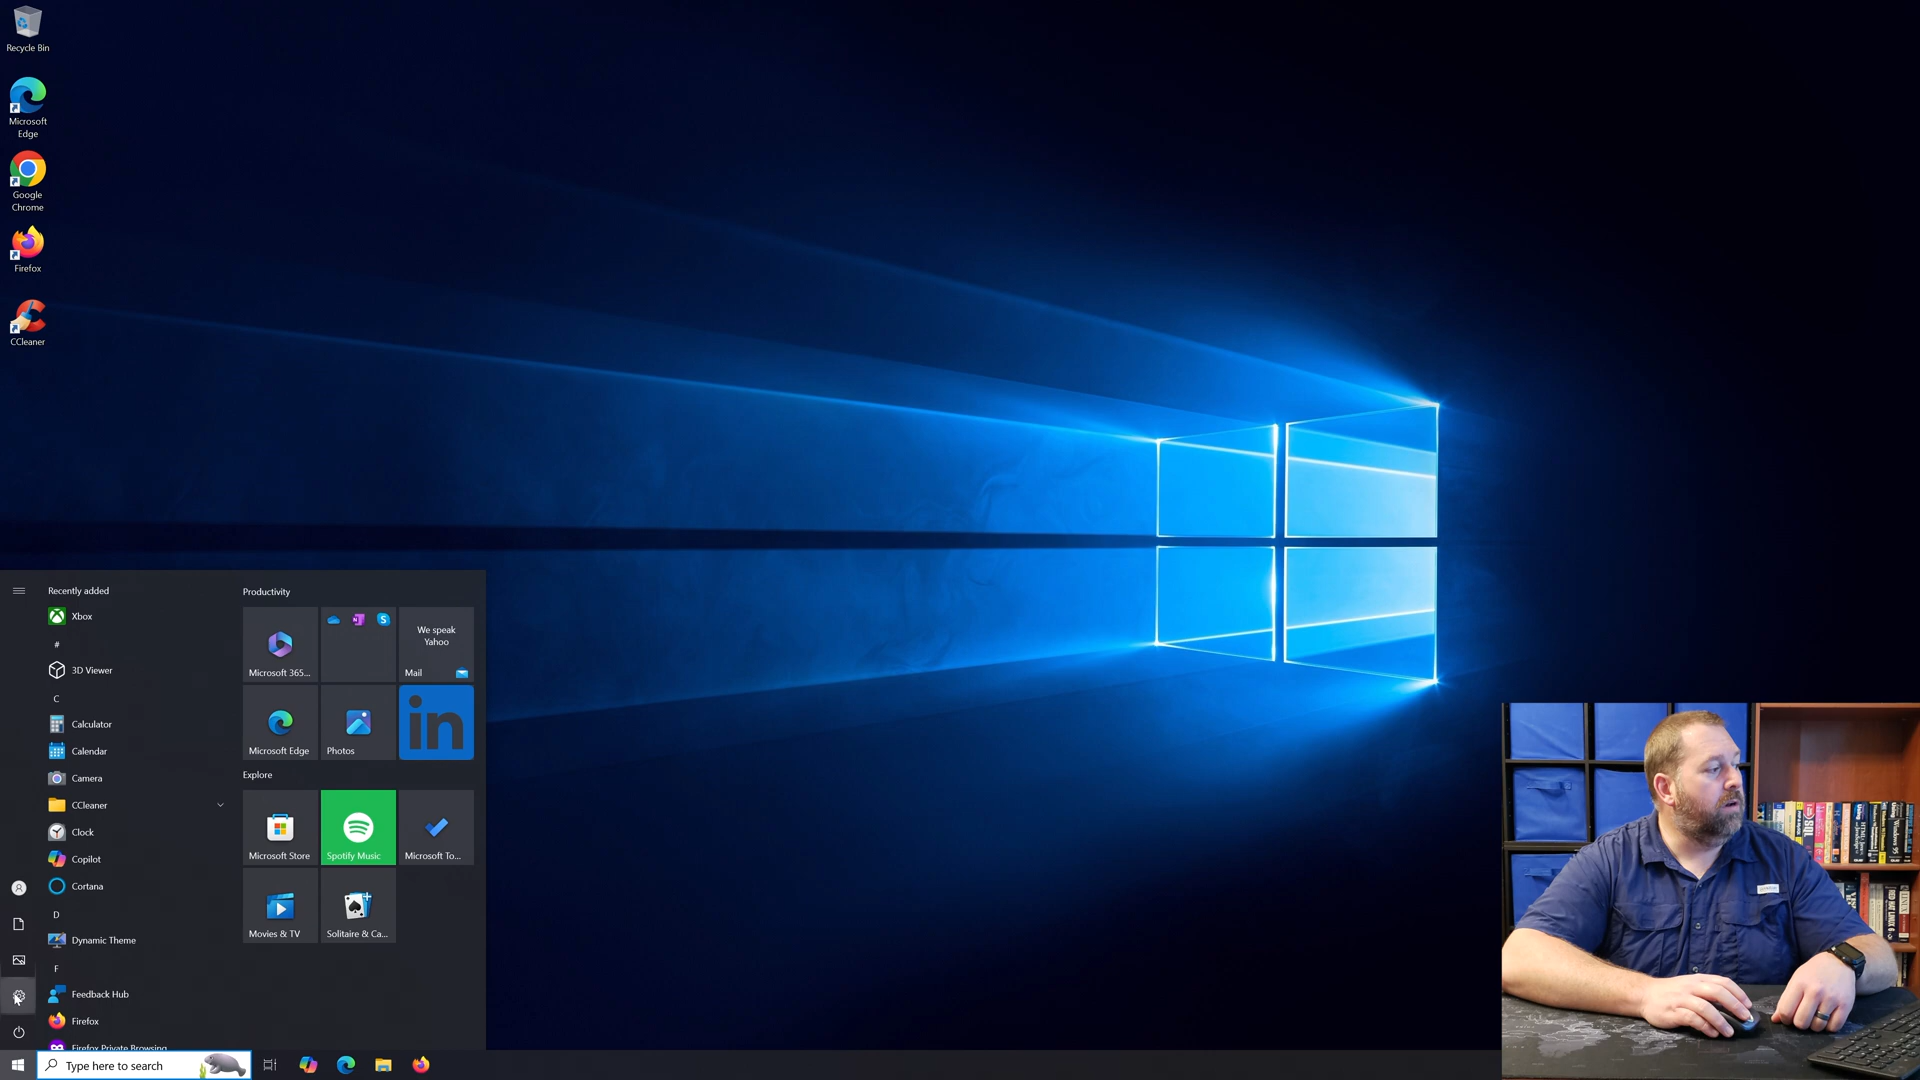 Recycle Bin
Microsoft
Edge
Google
Chrome
Firefox
CCleaner
Recently added
Xbox
#
3D Viewer
C
Calculator
Calendar
Camera
CCleaner
Clock
Copilot
Cortana
D
Dynamic Theme
F
Feedback Hub
Firefox
Firefox Private Browsing
Productivity
Microsoft 365...
We speak
Yahoo
Mail
Microsoft Edge
Photos
in
Explore
Microsoft Store
Spotify Music
Microsoft To...
Movies & TV
Solitaire & Ca...
Type here to search